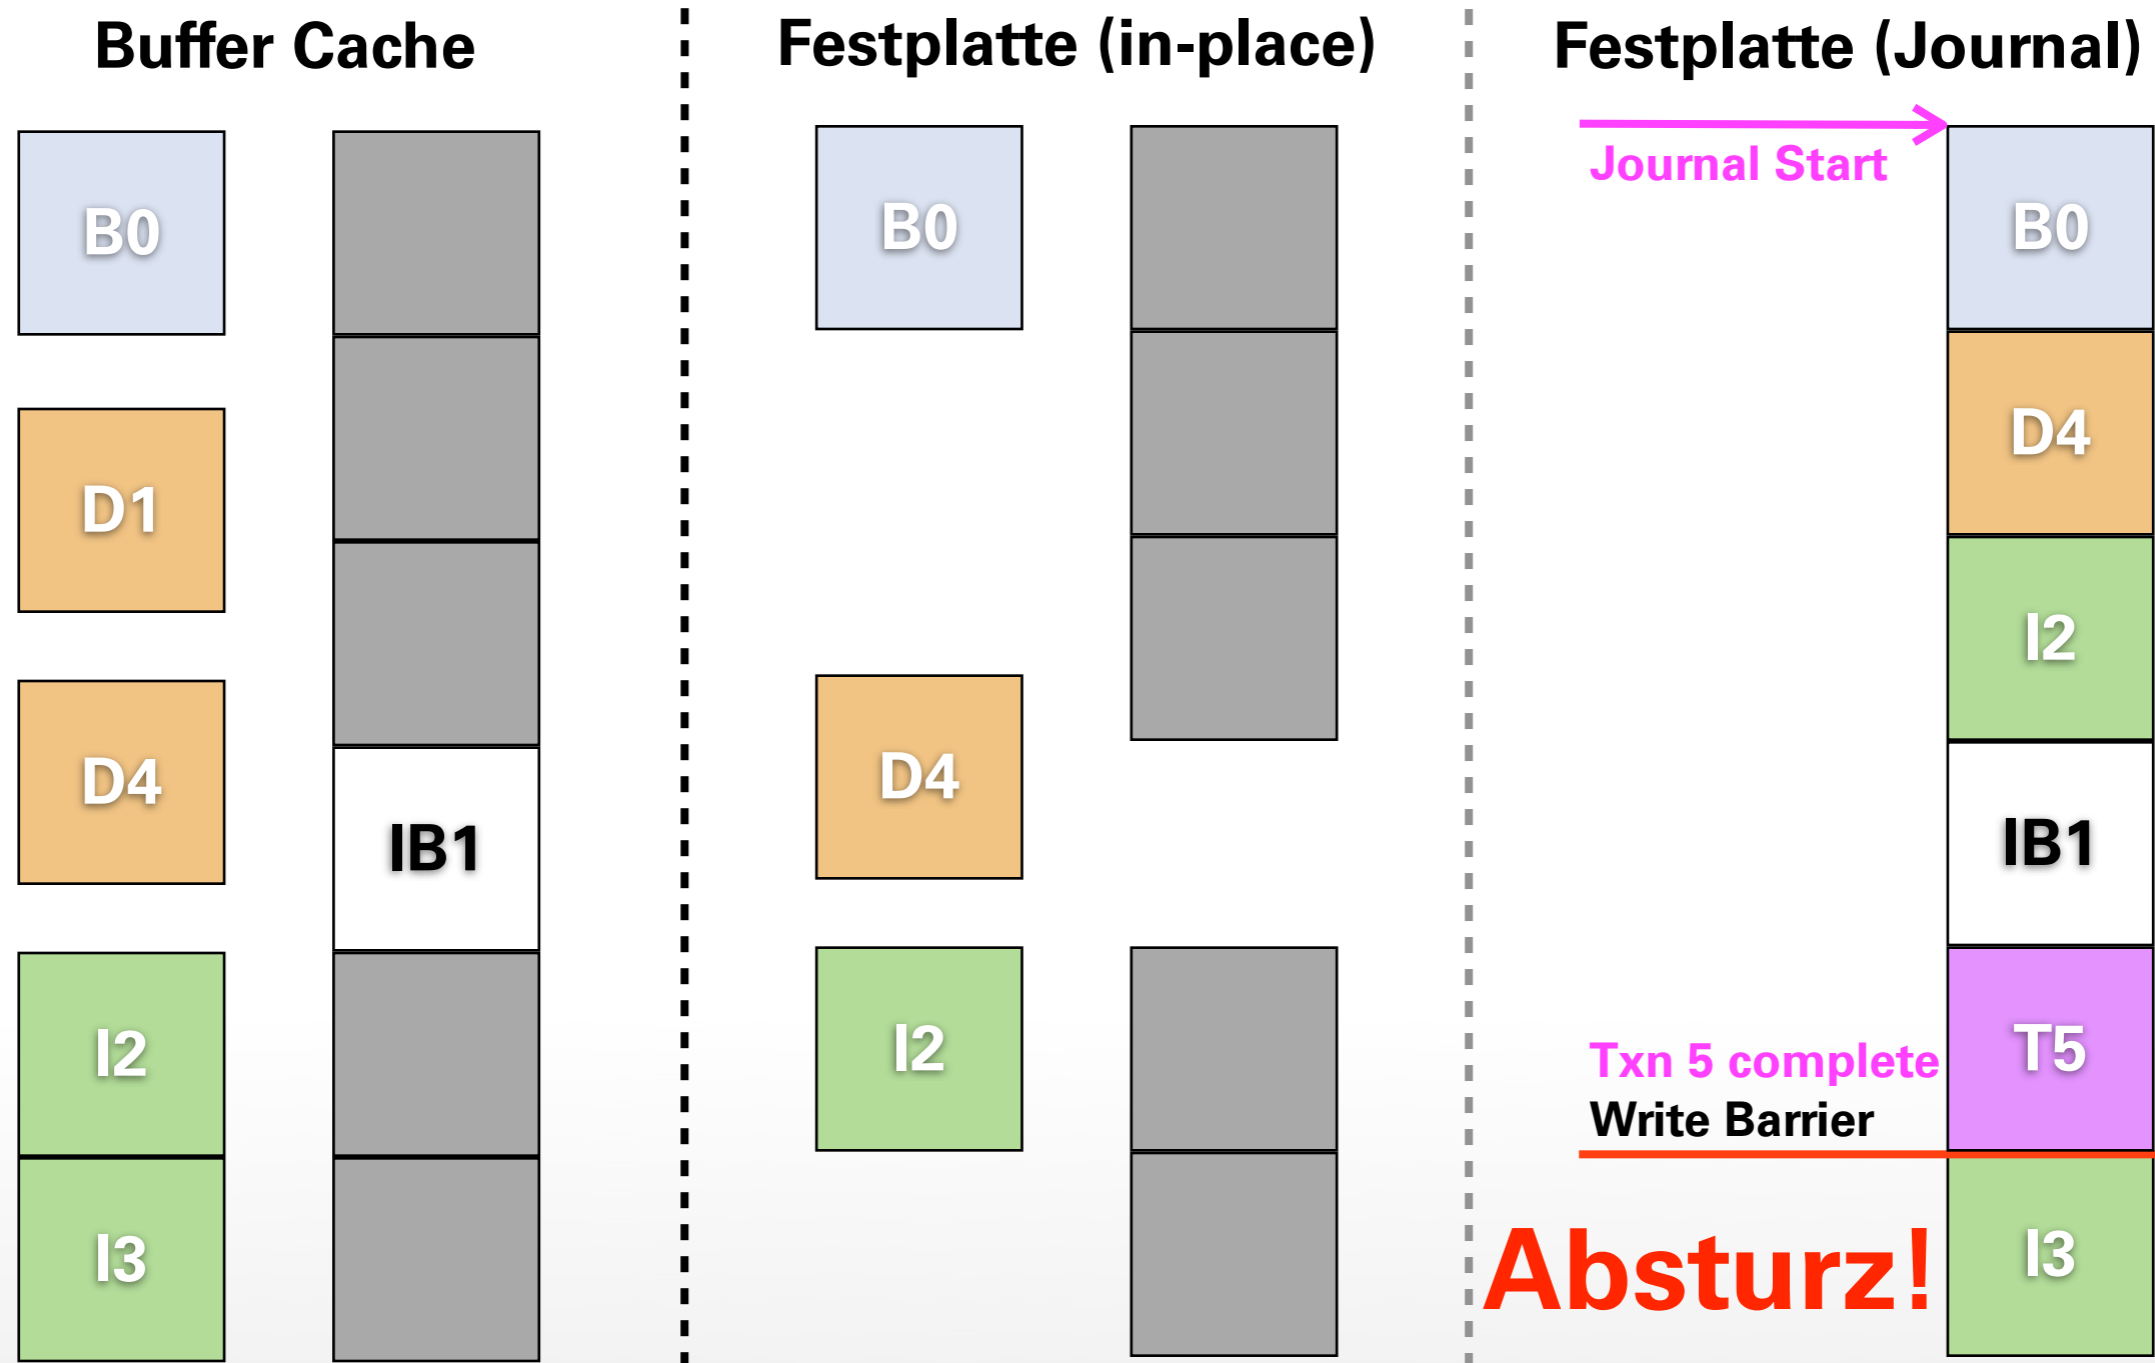 Buffer Cache
B0
D1
D4
IB1
I2
I3
Festplatte (in-place)
B0
D4
I2
Festplatte (Journal)
Journal Start
B0
D4
I2
IB1
T5
Txn 5 complete
Write Barrier
Absturz!
I3